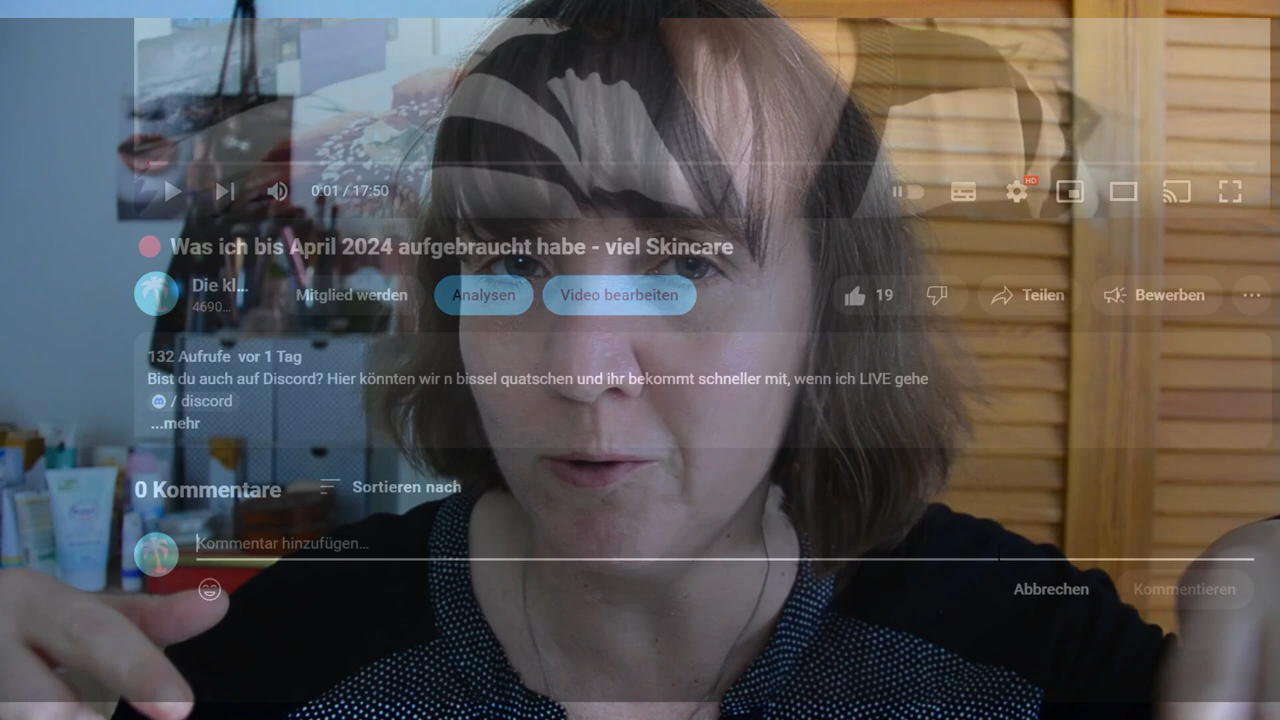 0:01 / 17:50
HD
Was ich bis April 2024 aufgebraucht habe - viel Skincare
Die kl...
4690...
Mitglied werden
Analysen
Video bearbeiten
19
Teilen
Bewerben
132 Aufrufe vor 1 Tag
Bist du auch auf Discord? Hier könnten wir n bissel quatschen und ihr bekommt schneller mit, wenn ich LIVE gehe
/ discord
...mehr
0 Kommentare
Sortieren nach
Kommentar hinzufügen...
Abbrechen
Kommentieren